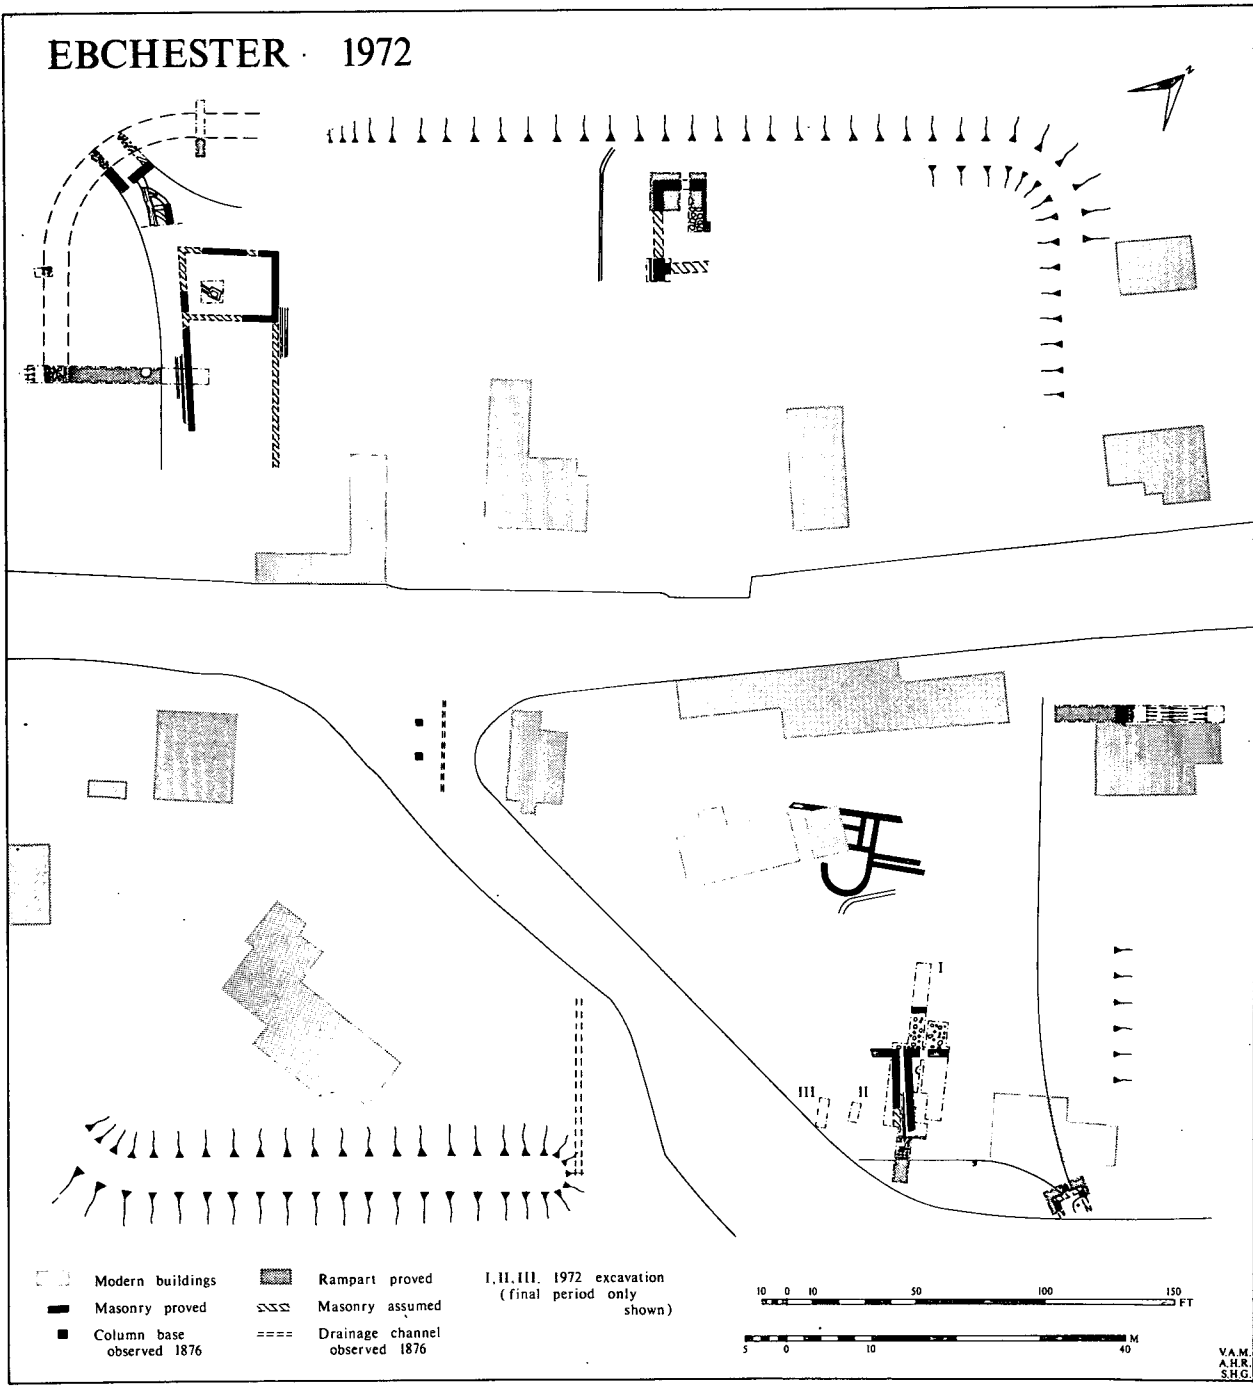 EBCHESTER 1972
N
I
III
II
Modern buildings
Masonry proved
Column base
observed 1876
Rampart proved
Masonry assumed
Drainage channel
observed 1876
I, II, III. 1972 excavation
(final period only
shown)
10 0 10 50 100 150
FT
M
5 0 10 40
V.A.M.
A.H.R.
S.H.G.